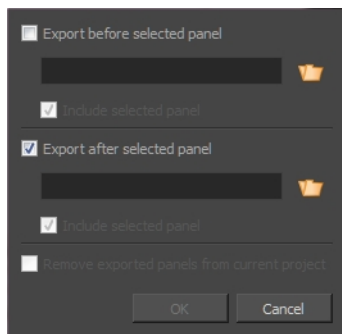 Export before selected panel
Include selected panel
Export after selected panel
Include selected panel
Remove exported panels from current project
OK
Cancel